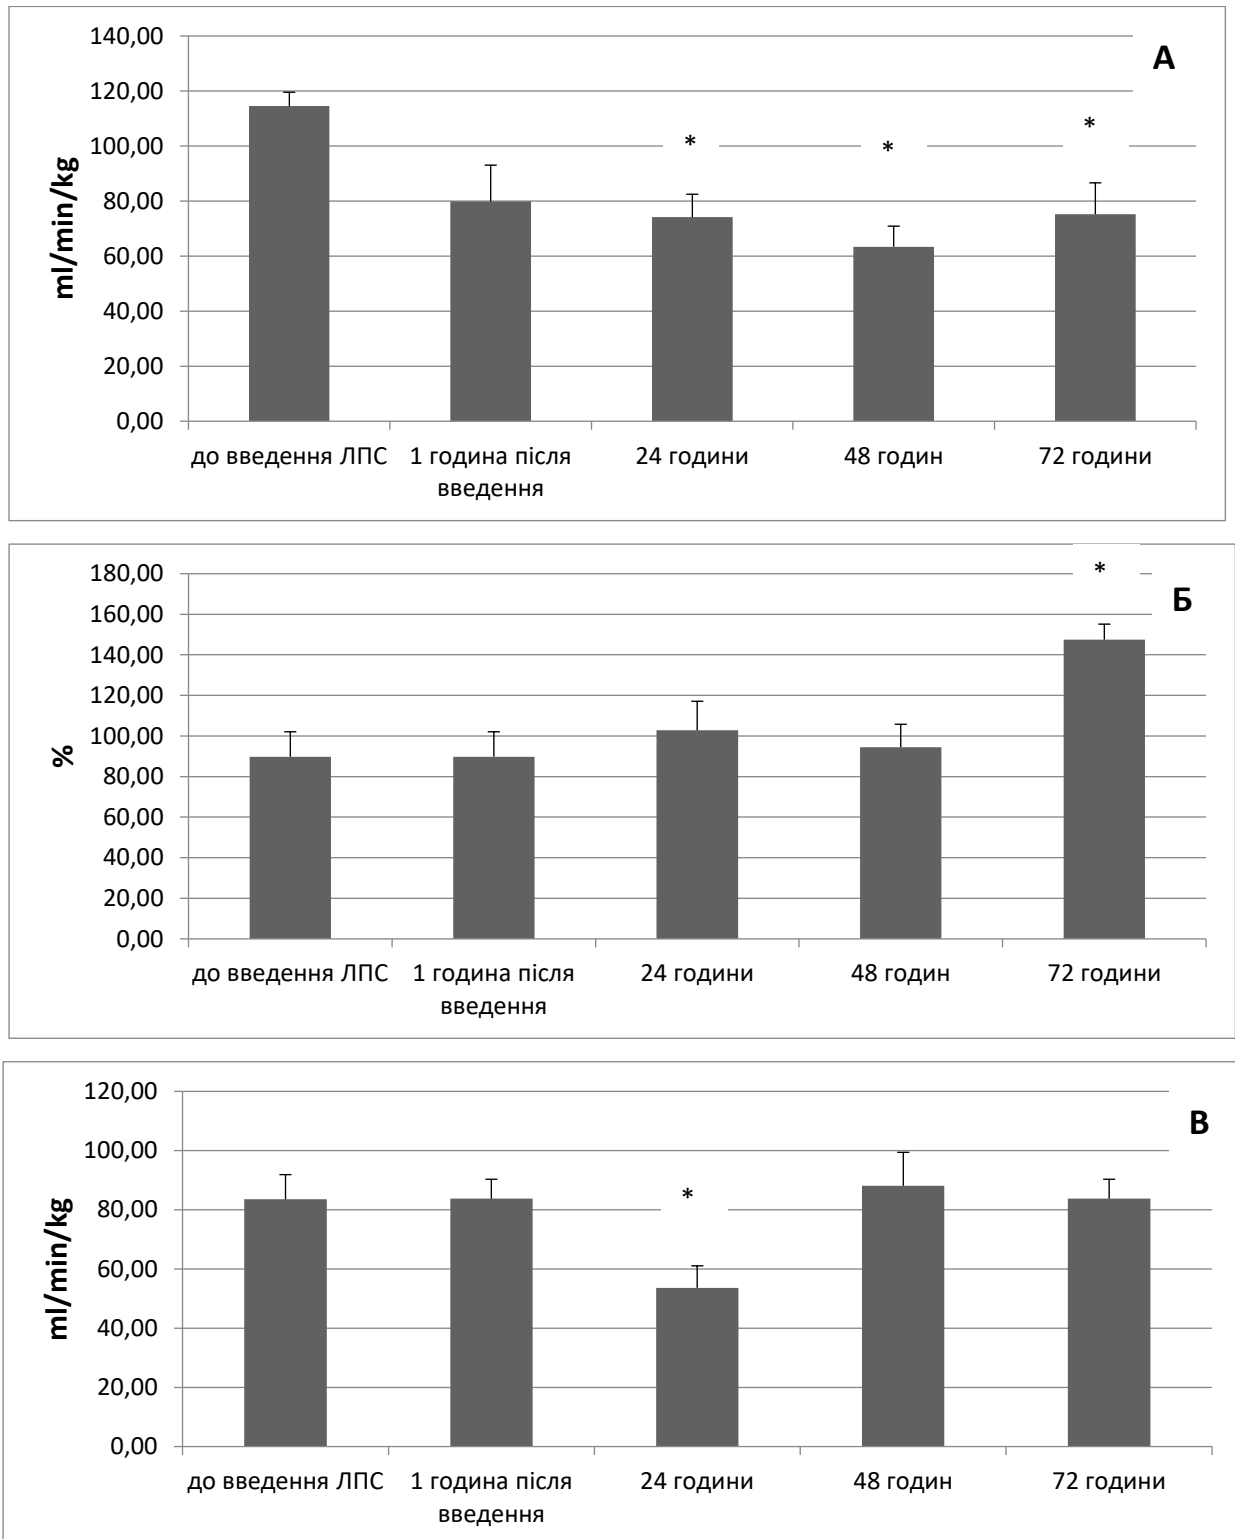 140,00
120,00
100,00
80,00
60,00
40,00
20,00
0,00
ml/min/kg
А
*
*
*
до введення ЛПС
1 година після
введення
24 години
48 годин
72 години
180,00
160,00
140,00
120,00
100,00
80,00
60,00
40,00
20,00
0,00
%
Б
*
до введення ЛПС
1 година після
введення
24 години
48 годин
72 години
120,00
100,00
80,00
60,00
40,00
20,00
0,00
ml/min/kg
В
*
до введення ЛПС
1 година після
введення
24 години
48 годин
72 години